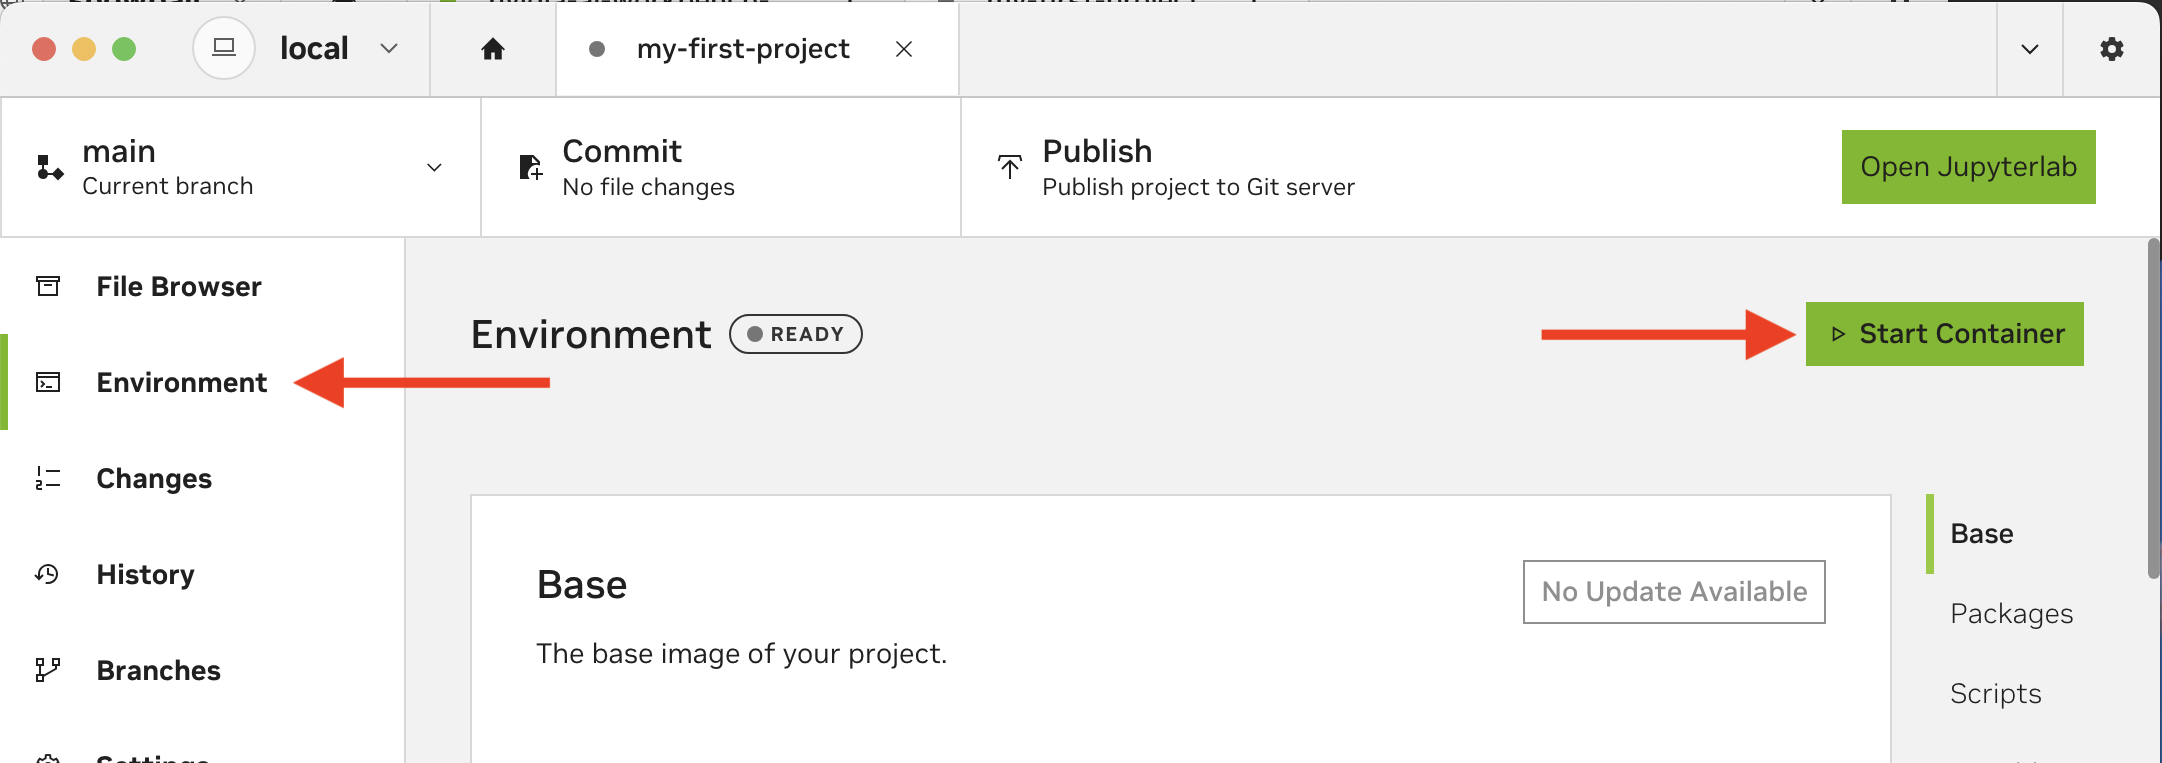 local
my-first-project
main
Current branch
Commit
No file changes
Publish
Publish project to Git server
Open Jupyterlab
File Browser
Environment
Changes
History
Branches
Settings
Environment
READY
Start Container
Base
No Update Available
The base image of your project.
Base
Packages
Scripts